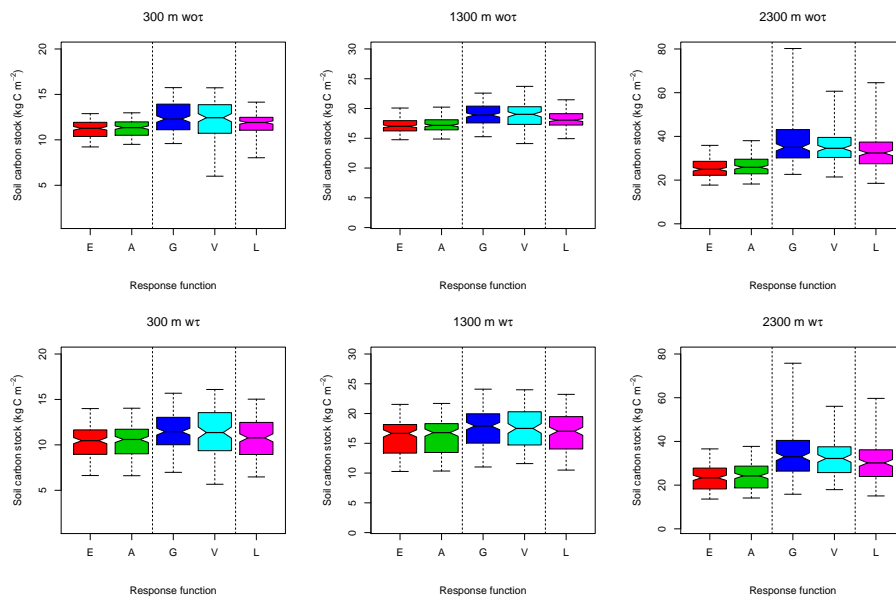 300 m woτ
Soil carbon stock (kg C m⁻²)
20
15
10
5
E A G V L
Response function
1300 m woτ
Soil carbon stock (kg C m⁻²)
30
25
20
15
10
5
0
E A G V L
Response function
2300 m woτ
Soil carbon stock (kg C m⁻²)
80
60
40
20
0
E A G V L
Response function
300 m wτ
Soil carbon stock (kg C m⁻²)
20
15
10
5
E A G V L
Response function
1300 m wτ
Soil carbon stock (kg C m⁻²)
30
25
20
15
10
5
0
E A G V L
Response function
2300 m wτ
Soil carbon stock (kg C m⁻²)
80
60
40
20
0
E A G V L
Response function